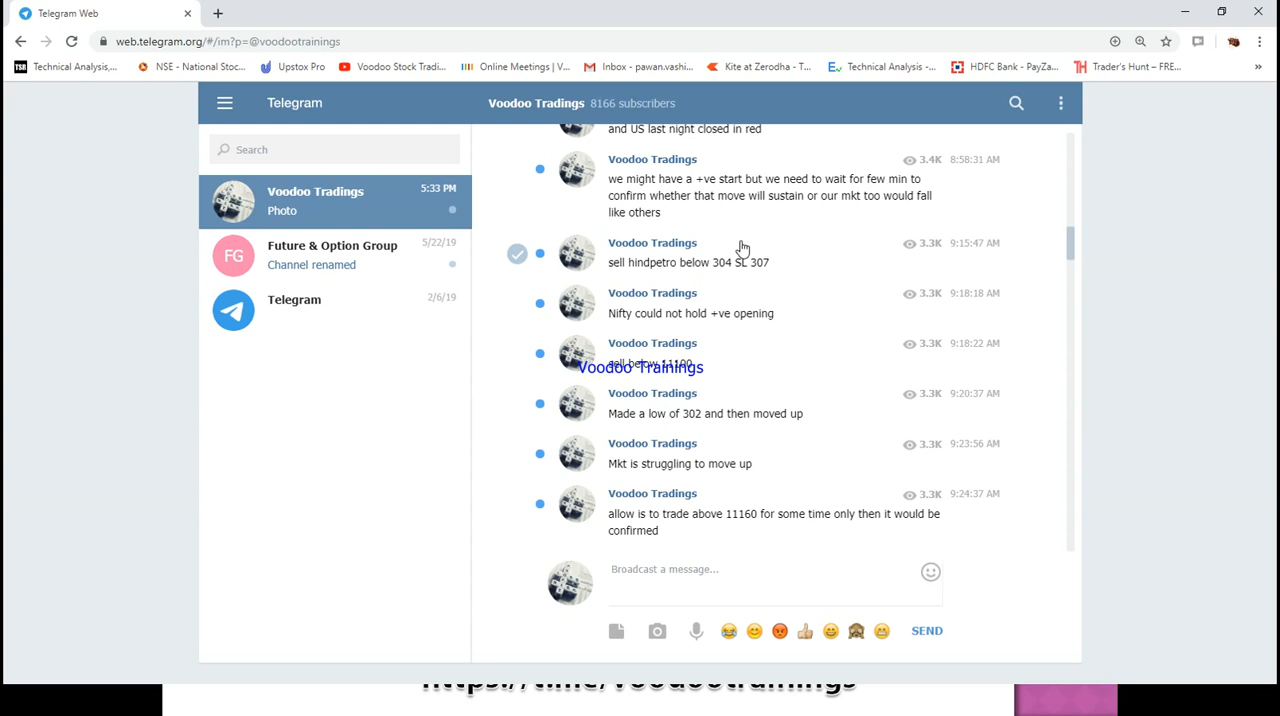 Telegram Web
web.telegram.org/#/im?p=@voodootrainings
TSR Technical Analysis,...
NSE - National Stoc...
Upstox Pro
Voodoo Stock Tradi...
Online Meetings | V...
Inbox - pawan.vashi...
Kite at Zerodha - T...
Technical Analysis -...
HDFC Bank - PayZa...
TH Trader's Hunt – FRE...
»
Telegram
Voodoo Tradings 8166 subscribers
Search
Voodoo Tradings 5:33 PM
Photo
FG
Future & Option Group 5/22/19
Channel renamed
Telegram 2/6/19
and US last night closed in red
Voodoo Tradings 3.4K 8:58:31 AM
we might have a +ve start but we need to wait for few min to
confirm whether that move will sustain or our mkt too would fall
like others
Voodoo Tradings 3.3K 9:15:47 AM
sell hindpetro below 304 SL 307
Voodoo Tradings 3.3K 9:18:18 AM
Nifty could not hold +ve opening
Voodoo Tradings 3.3K 9:18:22 AM
sell below 11100
Voodoo Trainings
Voodoo Tradings 3.3K 9:20:37 AM
Made a low of 302 and then moved up
Voodoo Tradings 3.3K 9:23:56 AM
Mkt is struggling to move up
Voodoo Tradings 3.3K 9:24:37 AM
allow is to trade above 11160 for some time only then it would be
confirmed
Broadcast a message...
SEND
https://t.me/voodootrainings